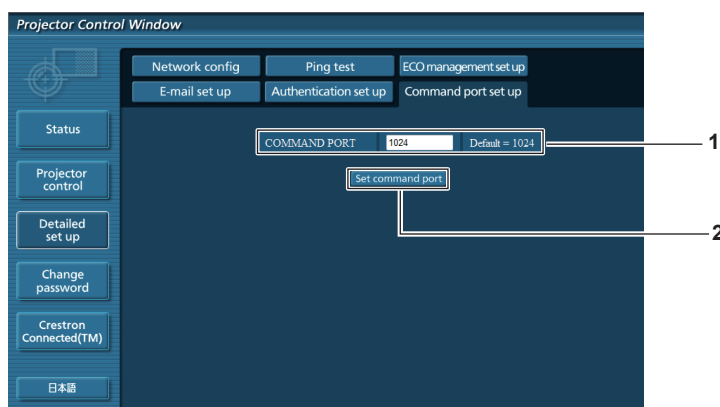 Projector Control Window
Network config
Ping test
ECO management set up
E-mail set up
Authentication set up
Command port set up
Status
Projector
control
Detailed
set up
Change
password
Crestron
Connected(TM)
日本語
COMMAND PORT 1024 Default = 1024
1
Set command port
2